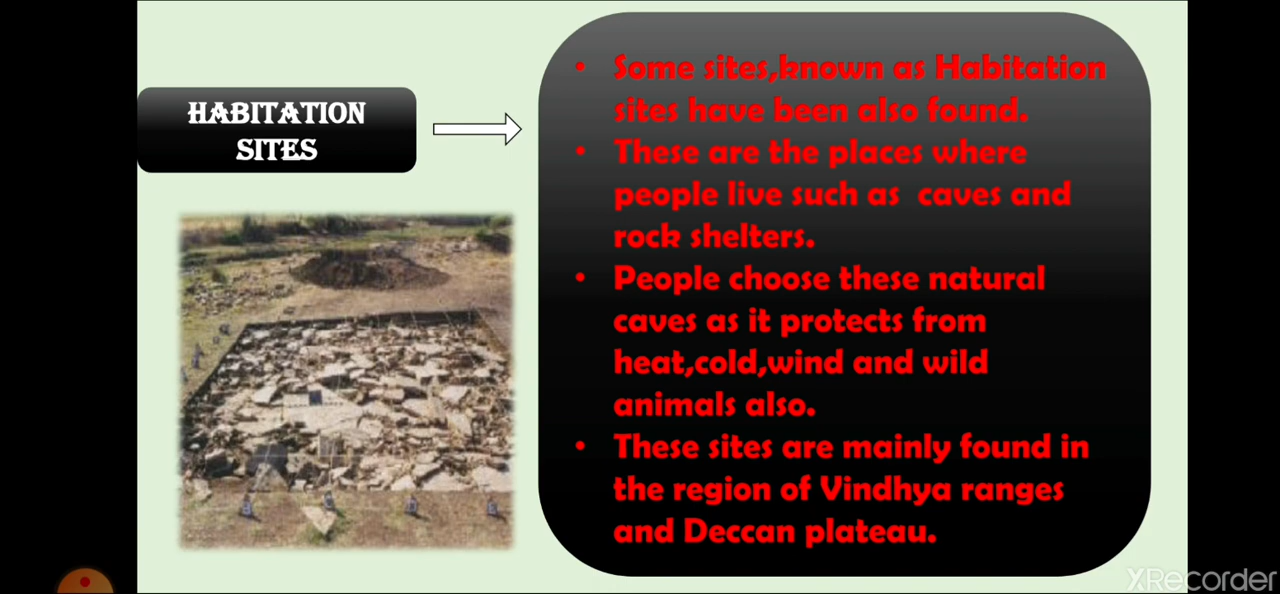 HABITATION
SITES
• Some sites,known as Habitation
sites have been also found.
• These are the places where
people live such as caves and
rock shelters.
• People choose these natural
caves as it protects from
heat,cold,wind and wild
animals also.
• These sites are mainly found in
the region of Vindhya ranges
and Deccan plateau.
XRecorder